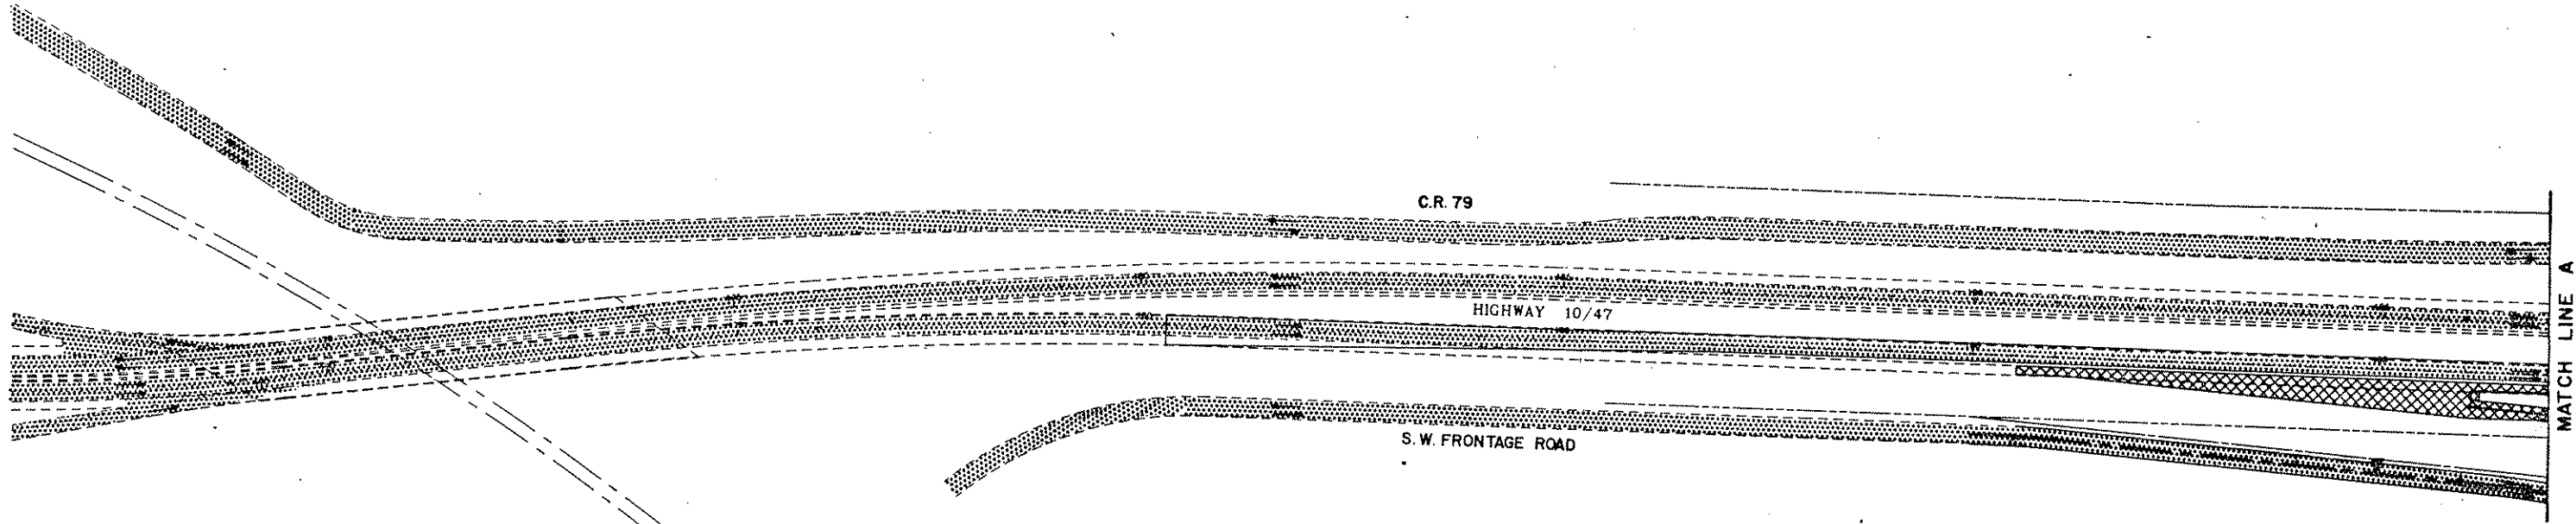 C.R. 79
HIGHWAY 10/47
S.W. FRONTAGE ROAD
MATCH LINE A